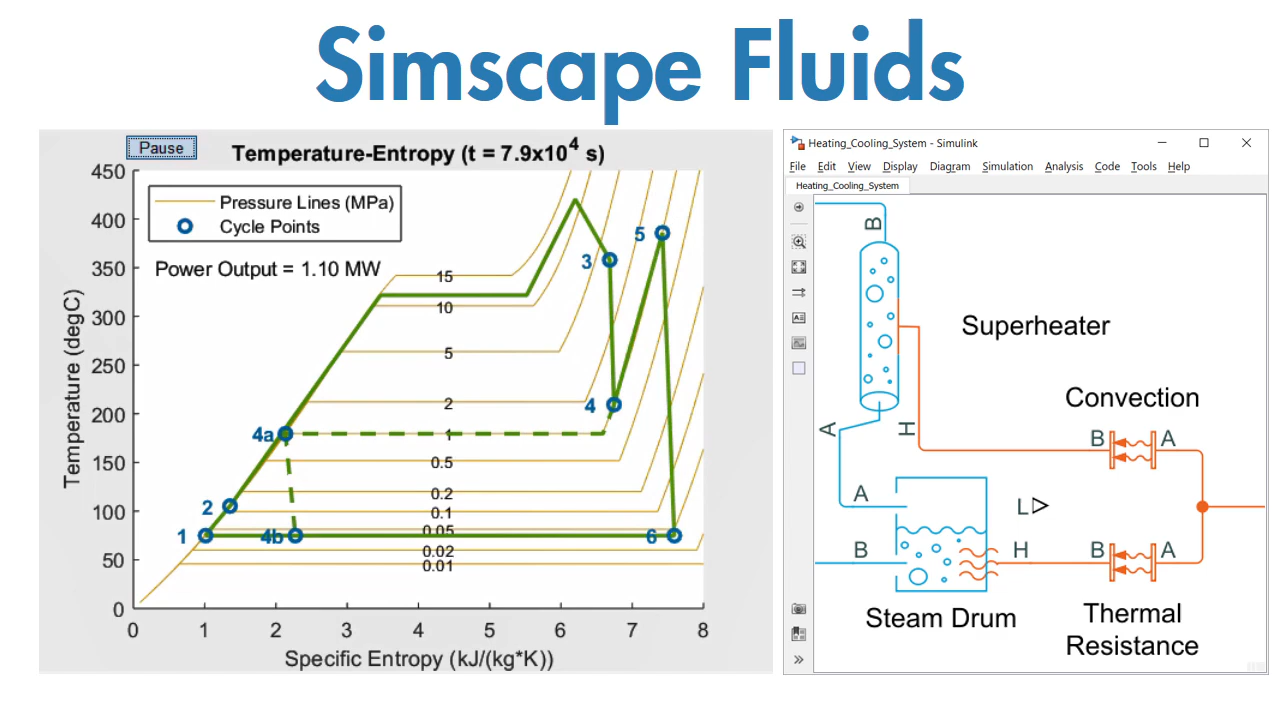 Simscape Fluids
Pause
Temperature-Entropy (t = 7.9x10⁴ s)
450
400
350
300
250
200
150
100
50
0
Temperature (degC)
Pressure Lines (MPa)
Cycle Points
Power Output = 1.10 MW
15
10
5
2
1
0.5
0.2
0.1
0.05
0.02
0.01
5
3
4
4a
2
1
4b
6
0 1 2 3 4 5 6 7 8
Specific Entropy (kJ/(kg*K))
Heating_Cooling_System - Simulink
File Edit View Display Diagram Simulation Analysis Code Tools Help
Heating_Cooling_System
B
Superheater
Convection
A H B A
A L
B H B A
Steam Drum
Thermal
Resistance